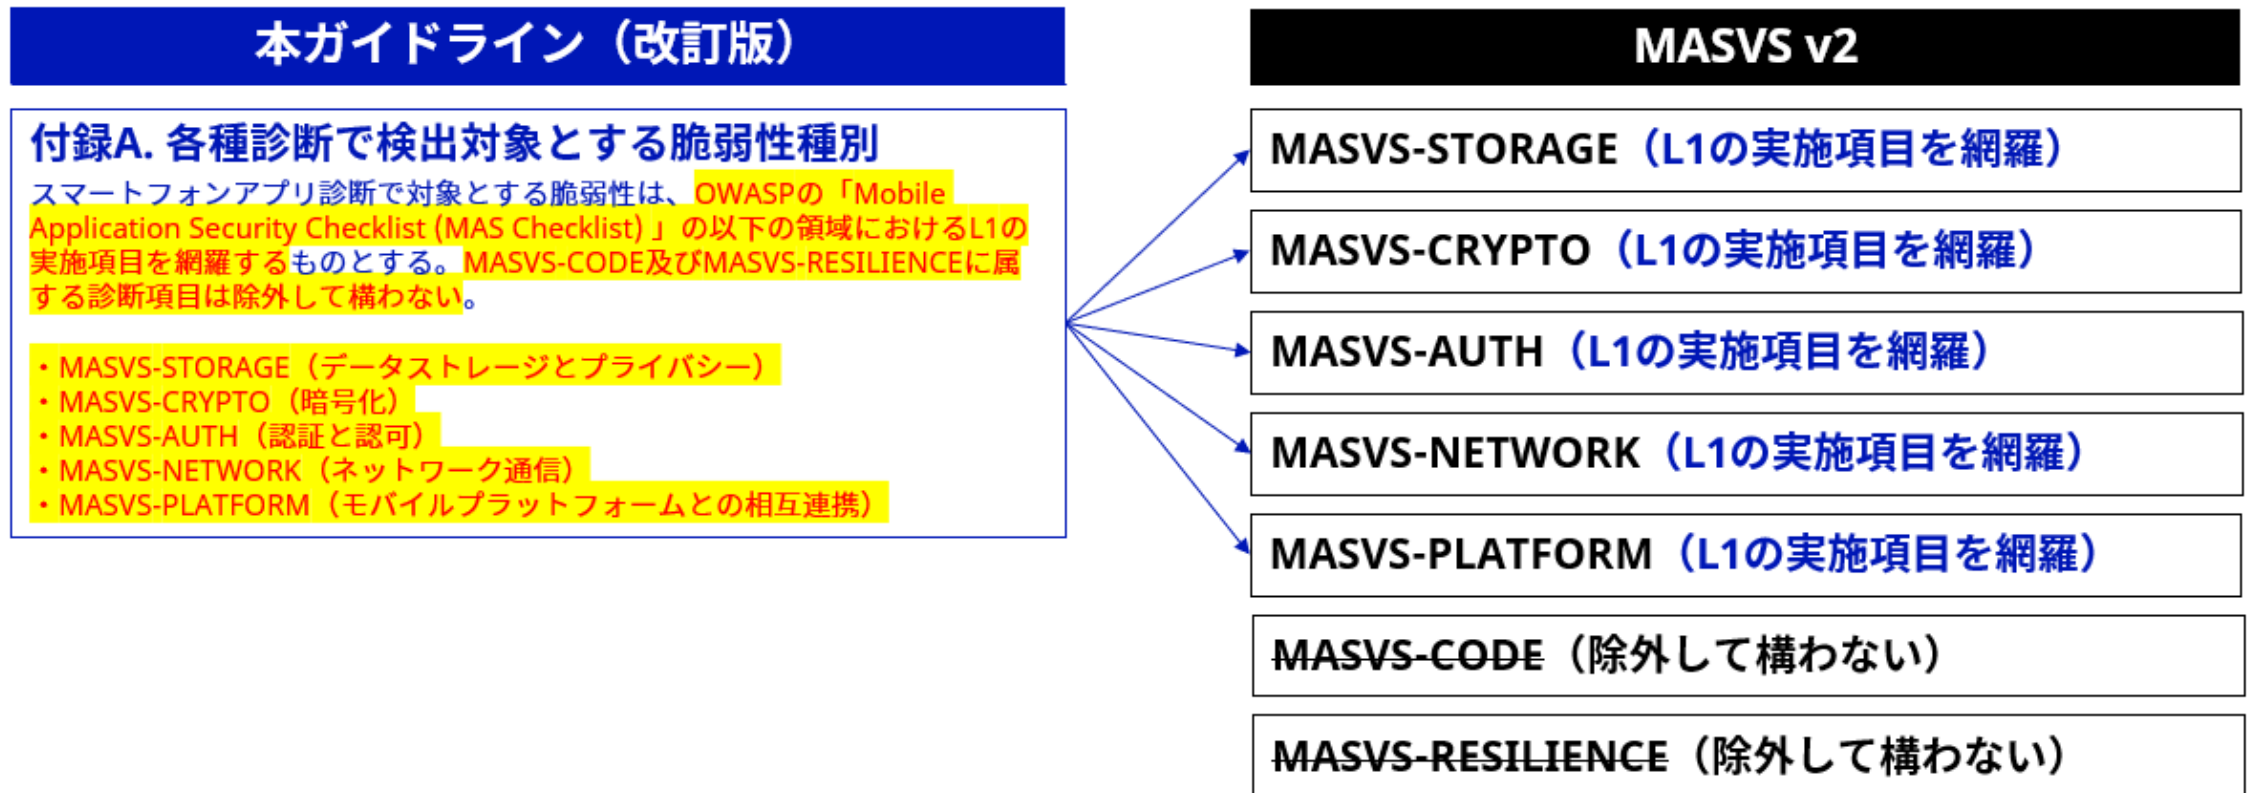 本ガイドライン（改訂版）
付録A. 各種診断で検出対象とする脆弱性種別
スマートフォンアプリ診断で対象とする脆弱性は、OWASPの「Mobile
Application Security Checklist (MAS Checklist) 」の以下の領域におけるL1の
実施項目を網羅するものとする。MASVS-CODE及びMASVS-RESILIENCEに属
する診断項目は除外して構わない。
・MASVS-STORAGE（データストレージとプライバシー）
・MASVS-CRYPTO（暗号化）
・MASVS-AUTH（認証と認可）
・MASVS-NETWORK（ネットワーク通信）
・MASVS-PLATFORM（モバイルプラットフォームとの相互連携）
MASVS v2
MASVS-STORAGE（L1の実施項目を網羅）
MASVS-CRYPTO（L1の実施項目を網羅）
MASVS-AUTH（L1の実施項目を網羅）
MASVS-NETWORK（L1の実施項目を網羅）
MASVS-PLATFORM（L1の実施項目を網羅）
MASVS-CODE（除外して構わない）
MASVS-RESILIENCE（除外して構わない）